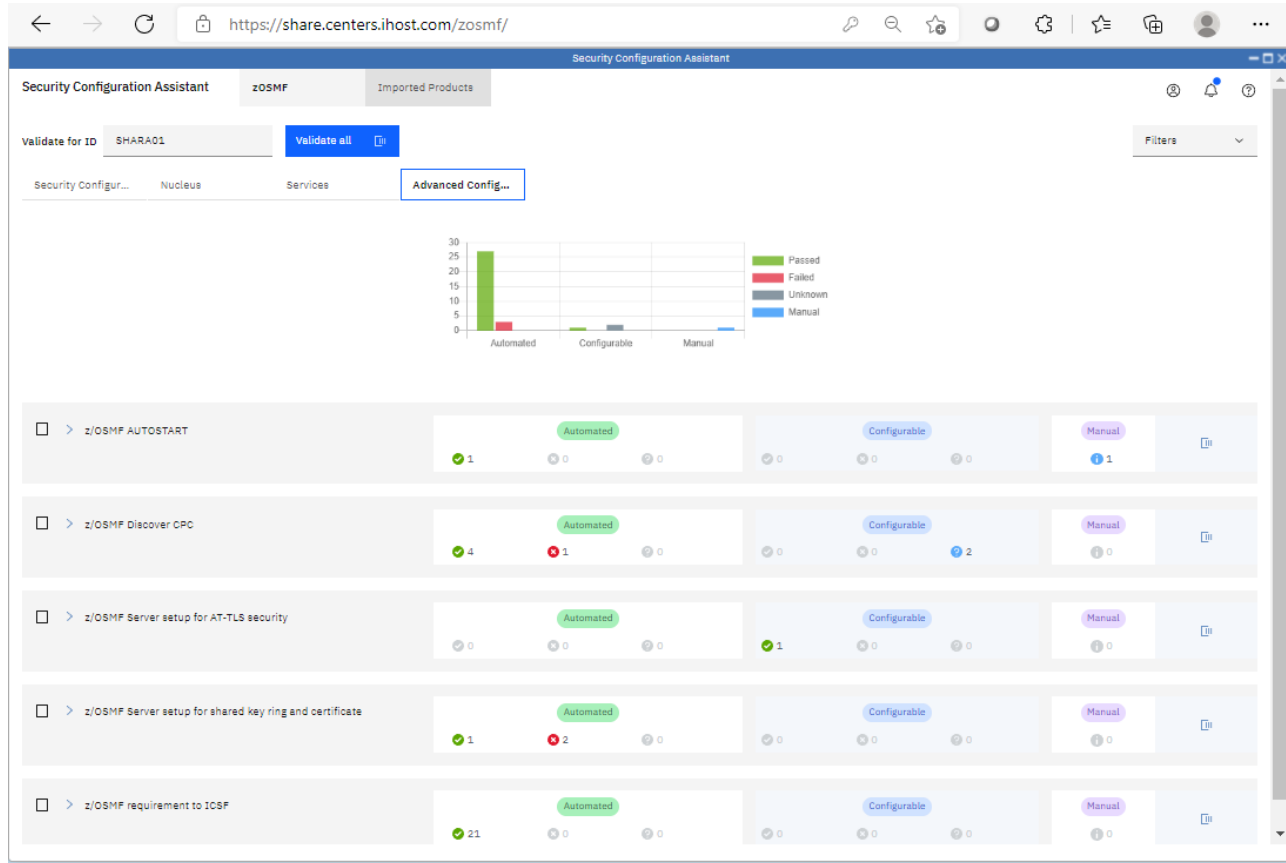 https://share.centers.ihost.com/zosmf/
Security Configuration Assistant
Security Configuration Assistant zOSMF Imported Products
Validate for ID SHARA01 Validate all Filters
Security Configur... Nucleus Services Advanced Config...
30
25
20
15
10
5
0
Automated Configurable Manual
Passed
Failed
Unknown
Manual
z/OSMF AUTOSTART Automated Configurable Manual
1 0 0 0 0 0 1
z/OSMF Discover CPC Automated Configurable Manual
4 1 0 0 0 2 0
z/OSMF Server setup for AT-TLS security Automated Configurable Manual
0 0 0 1 0 0 0
z/OSMF Server setup for shared key ring and certificate Automated Configurable Manual
1 2 0 0 0 0 0
z/OSMF requirement to ICSF Automated Configurable Manual
21 0 0 0 0 0 0